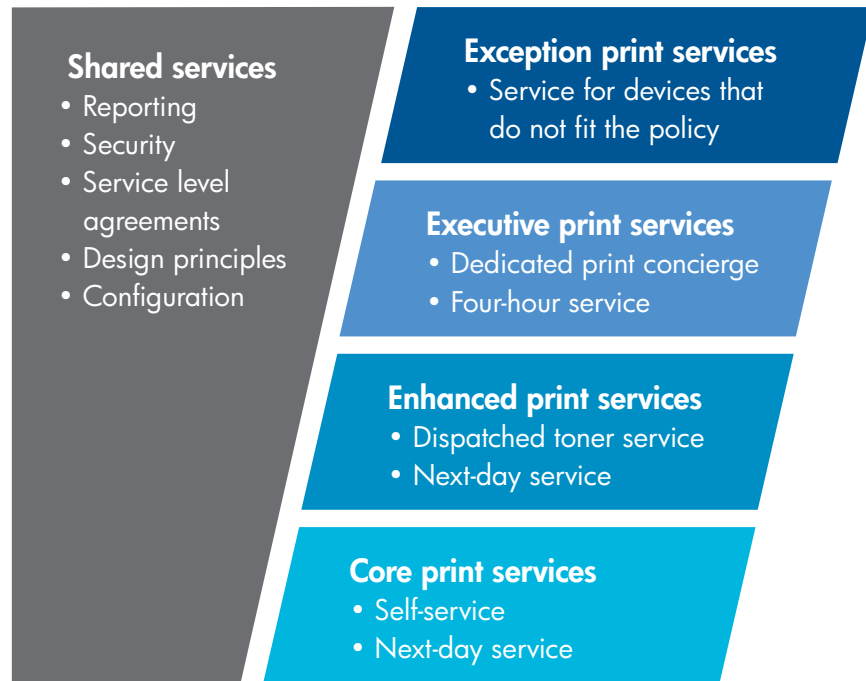 Shared services
• Reporting
• Security
• Service level
agreements
• Design principles
• Configuration
Exception print services
• Service for devices that
do not fit the policy
Executive print services
• Dedicated print concierge
• Four-hour service
Enhanced print services
• Dispatched toner service
• Next-day service
Core print services
• Self-service
• Next-day service